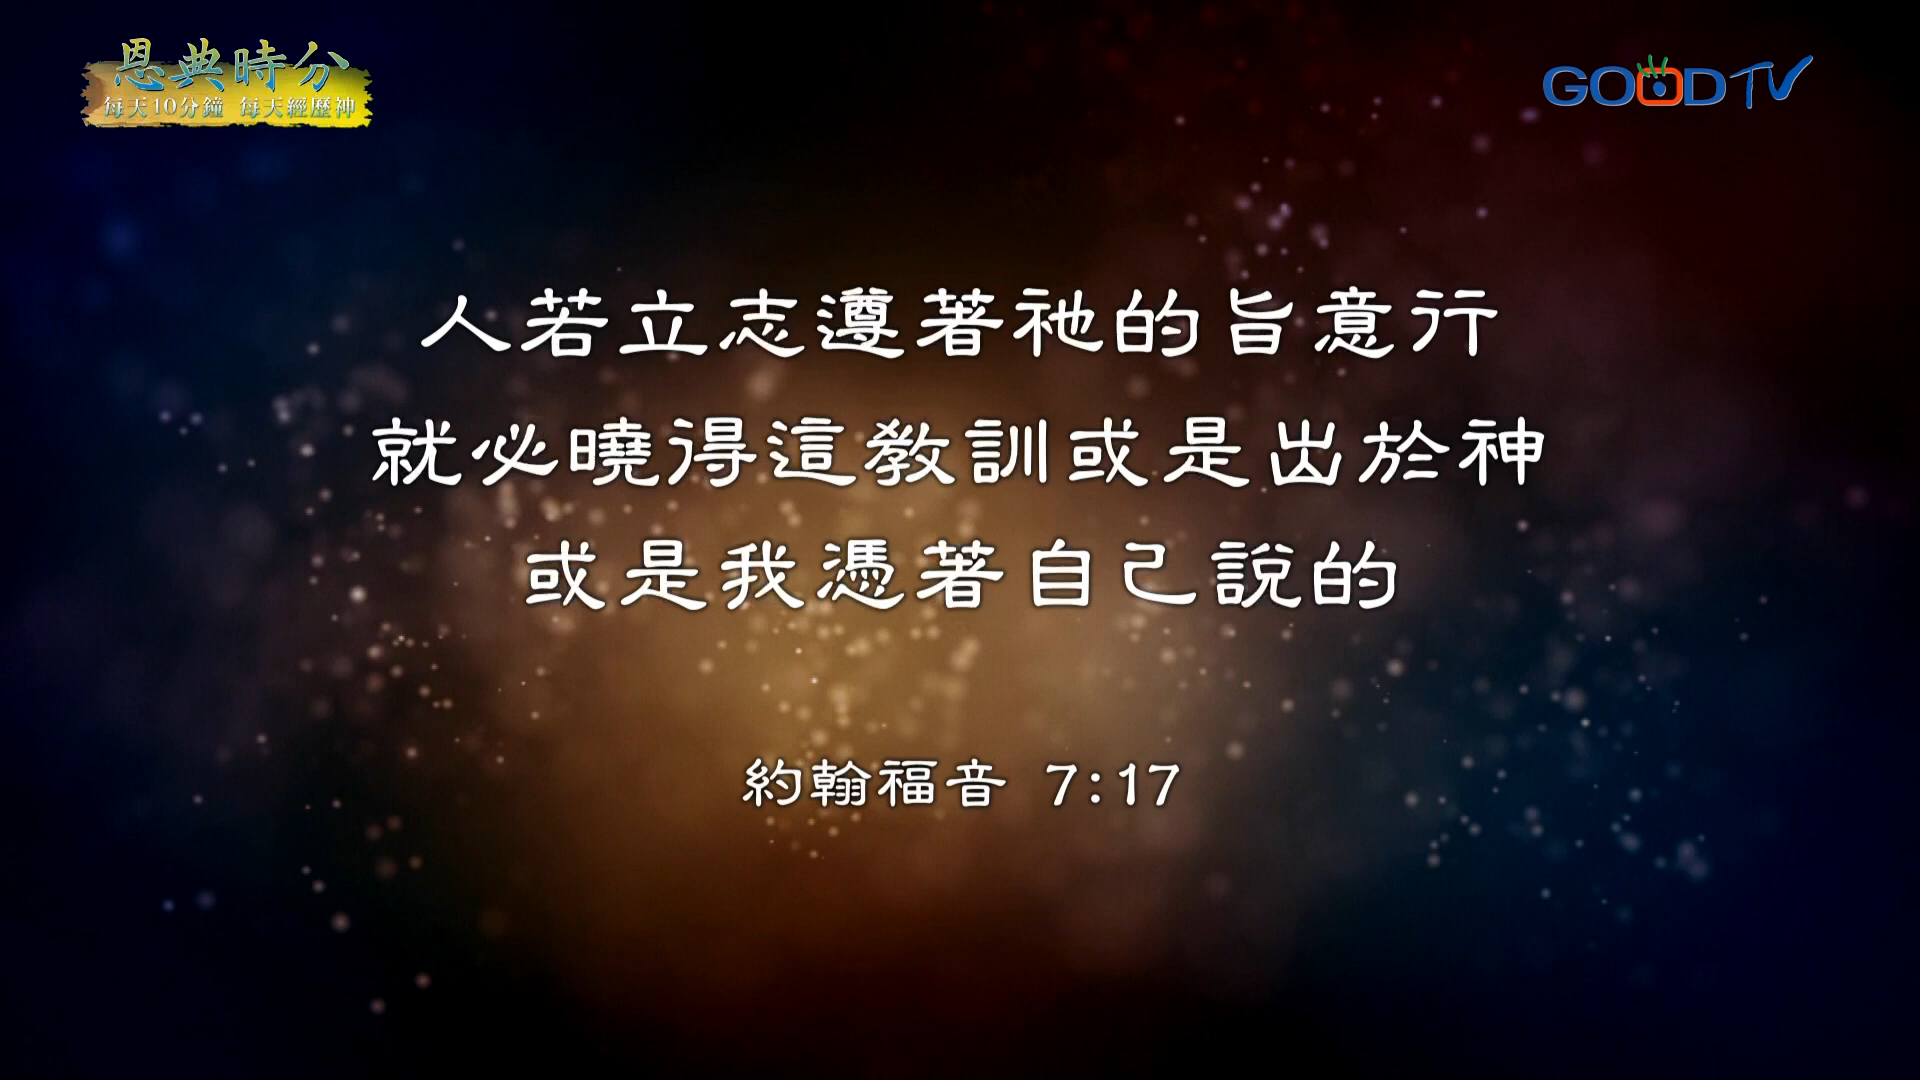 恩典時分
每天10分鐘 每天經歷神
GOOD TV
人若立志遵著祂的旨意行
就必曉得這教訓或是出於神
或是我憑著自己說的
約翰福音 7:17